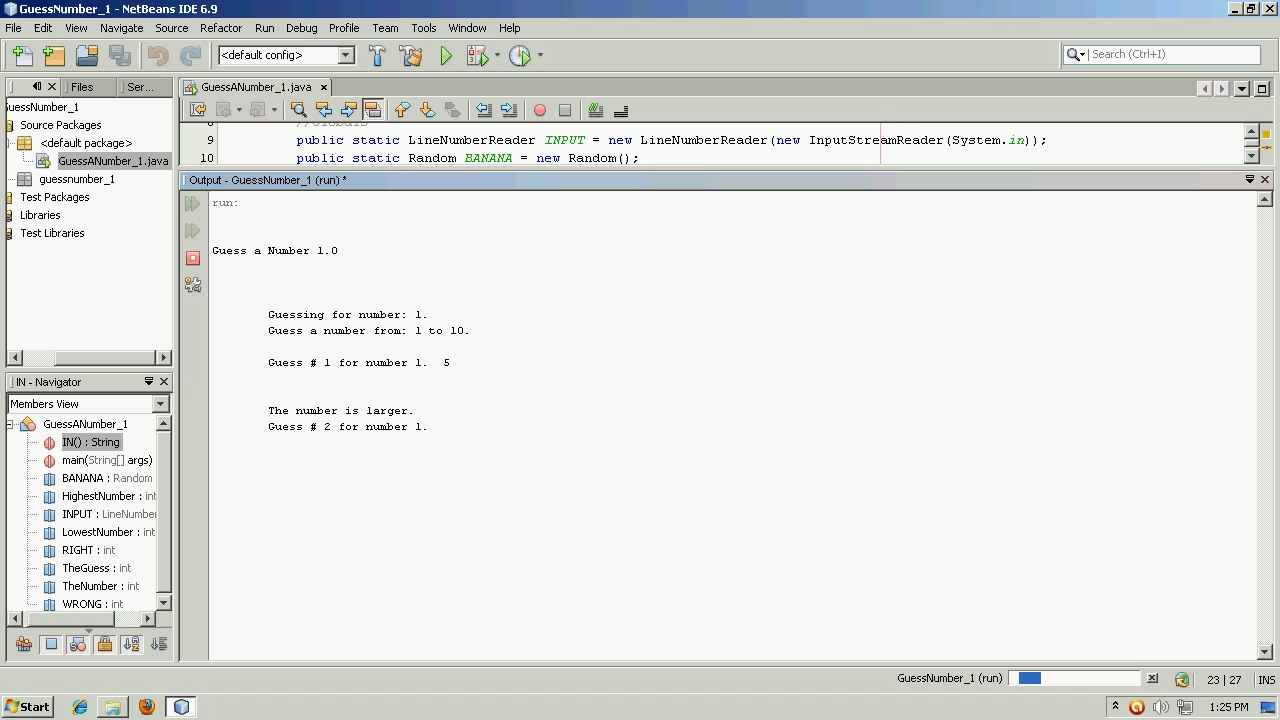 GuessNumber_1 - NetBeans IDE 6.9
File Edit View Navigate Source Refactor Run Debug Profile Team Tools Window Help
<default config>
Search (Ctrl+I)
Files Ser...
GuessANumber_1.java
uessNumber_1
Source Packages
<default package>
GuessANumber_1.java
guessnumber_1
Test Packages
Libraries
Test Libraries
9 public static LineNumberReader INPUT = new LineNumberReader(new InputStreamReader(System.in));
10 public static Random BANANA = new Random();
Output - GuessNumber_1 (run) *
run:
Guess a Number 1.0
Guessing for number: 1.
Guess a number from: 1 to 10.
Guess # 1 for number 1. 5
The number is larger.
Guess # 2 for number 1.
IN - Navigator
Members View
GuessANumber_1
IN() : String
main(String[] args)
BANANA : Random
HighestNumber : int
INPUT : LineNumber
LowestNumber : int
RIGHT : int
TheGuess : int
TheNumber : int
WRONG : int
GuessNumber_1 (run)
23 | 27 INS
Start
1:25 PM